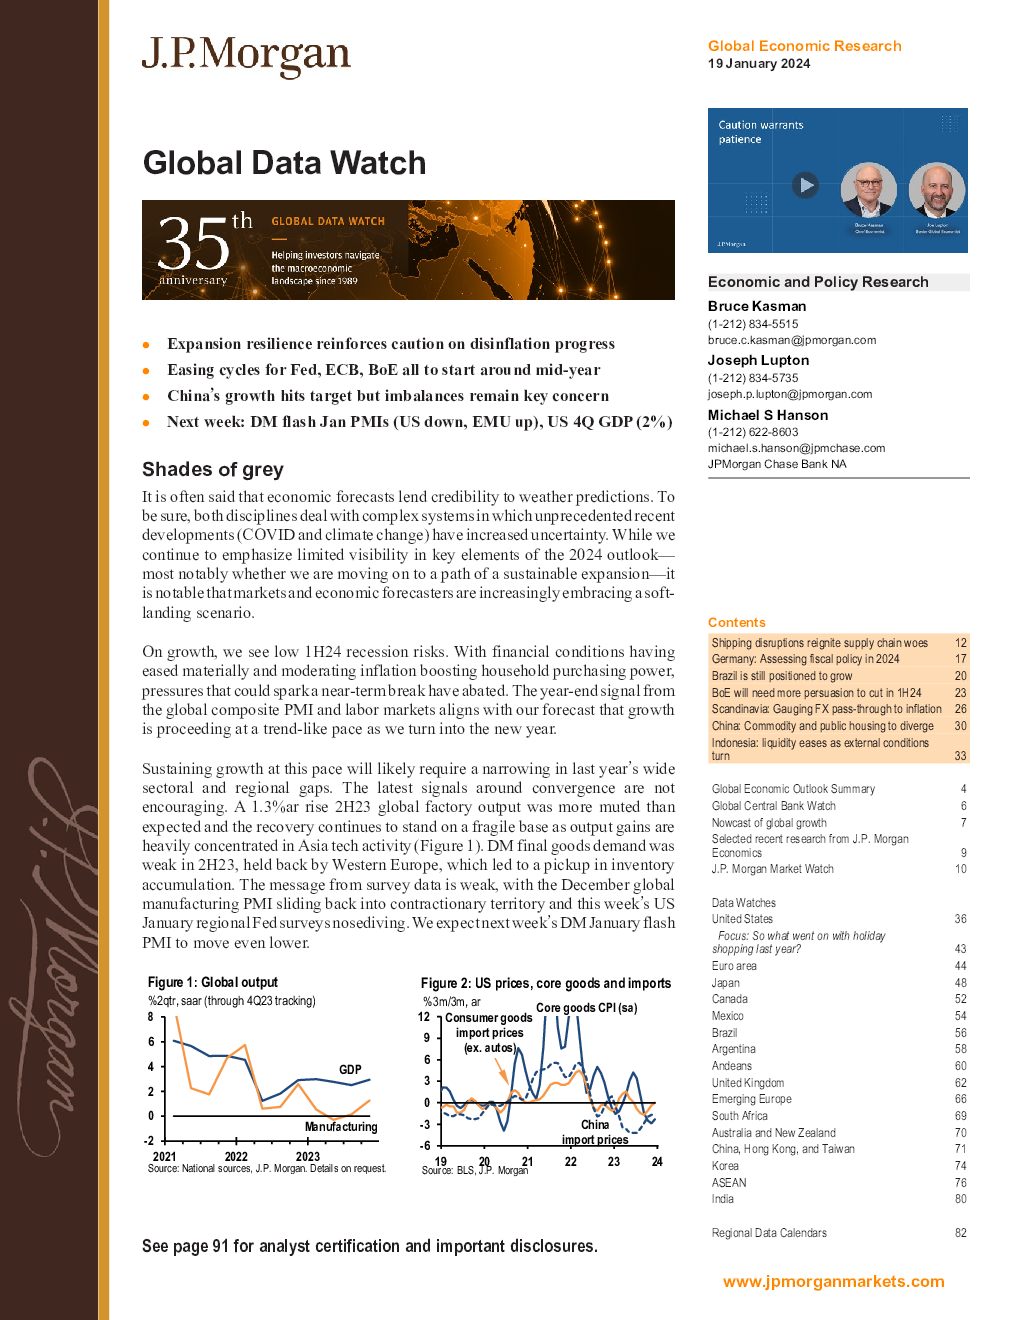 J.P.Morgan
Global Economic Research
19 January 2024
Caution warrants
patience
Bruce Kasman
Chief Economist
Joe Lupton
Senior Global Economist
J.P.Morgan
Global Data Watch
35th
anniversary
GLOBAL DATA WATCH
Helping investors navigate
the macroeconomic
landscape since 1989
Economic and Policy Research
Bruce Kasman
(1-212) 834-5515
bruce.c.kasman@jpmorgan.com
Joseph Lupton
(1-212) 834-5735
joseph.p.lupton@jpmorgan.com
Michael S Hanson
(1-212) 622-8603
michael.s.hanson@jpmchase.com
JPMorgan Chase Bank NA
• Expansion resilience reinforces caution on disinflation progress
• Easing cycles for Fed, ECB, BoE all to start around mid-year
• China's growth hits target but imbalances remain key concern
• Next week: DM flash Jan PMIs (US down, EMU up), US 4Q GDP (2%)
Shades of grey
It is often said that economic forecasts lend credibility to weather predictions. To
be sure, both disciplines deal with complex systems in which unprecedented recent
developments (COVID and climate change) have increased uncertainty. While we
continue to emphasize limited visibility in key elements of the 2024 outlook—
most notably whether we are moving on to a path of a sustainable expansion—it
is notable that markets and economic forecasters are increasingly embracing a soft-
landing scenario.
On growth, we see low 1H24 recession risks. With financial conditions having
eased materially and moderating inflation boosting household purchasing power,
pressures that could spark a near-term break have abated. The year-end signal from
the global composite PMI and labor markets aligns with our forecast that growth
is proceeding at a trend-like pace as we turn into the new year.
Sustaining growth at this pace will likely require a narrowing in last year's wide
sectoral and regional gaps. The latest signals around convergence are not
encouraging. A 1.3%ar rise 2H23 global factory output was more muted than
expected and the recovery continues to stand on a fragile base as output gains are
heavily concentrated in Asia tech activity (Figure 1). DM final goods demand was
weak in 2H23, held back by Western Europe, which led to a pickup in inventory
accumulation. The message from survey data is weak, with the December global
manufacturing PMI sliding back into contractionary territory and this week's US
January regional Fed surveys nosediving. We expect next week's DM January flash
PMI to move even lower.
Figure 1: Global output
%2qtr, saar (through 4Q23 tracking)
8
6
4
2
0
-2
GDP
Manufacturing
2021 2022 2023
Source: National sources, J.P. Morgan. Details on request.
Figure 2: US prices, core goods and imports
%3m/3m, ar
12
9
6
3
0
-3
-6
Core goods CPI (sa)
Consumer goods
import prices
(ex. autos)
China
import prices
19 20 21 22 23 24
Source: BLS, J.P. Morgan
Contents
Shipping disruptions reignite supply chain woes 12
Germany: Assessing fiscal policy in 2024 17
Brazil is still positioned to grow 20
BoE will need more persuasion to cut in 1H24 23
Scandinavia: Gauging FX pass-through to inflation 26
China: Commodity and public housing to diverge 30
Indonesia: liquidity eases as external conditions
turn 33
Global Economic Outlook Summary 4
Global Central Bank Watch 6
Nowcast of global growth 7
Selected recent research from J.P. Morgan
Economics 9
J.P. Morgan Market Watch 10
Data Watches
United States 36
Focus: So what went on with holiday
shopping last year? 43
Euro area 44
Japan 48
Canada 52
Mexico 54
Brazil 56
Argentina 58
Andeans 60
United Kingdom 62
Emerging Europe 66
South Africa 69
Australia and New Zealand 70
China, Hong Kong, and Taiwan 71
Korea 74
ASEAN 76
India 80
Regional Data Calendars 82
See page 91 for analyst certification and important disclosures.
www.jpmorganmarkets.com
J.P.Morgan